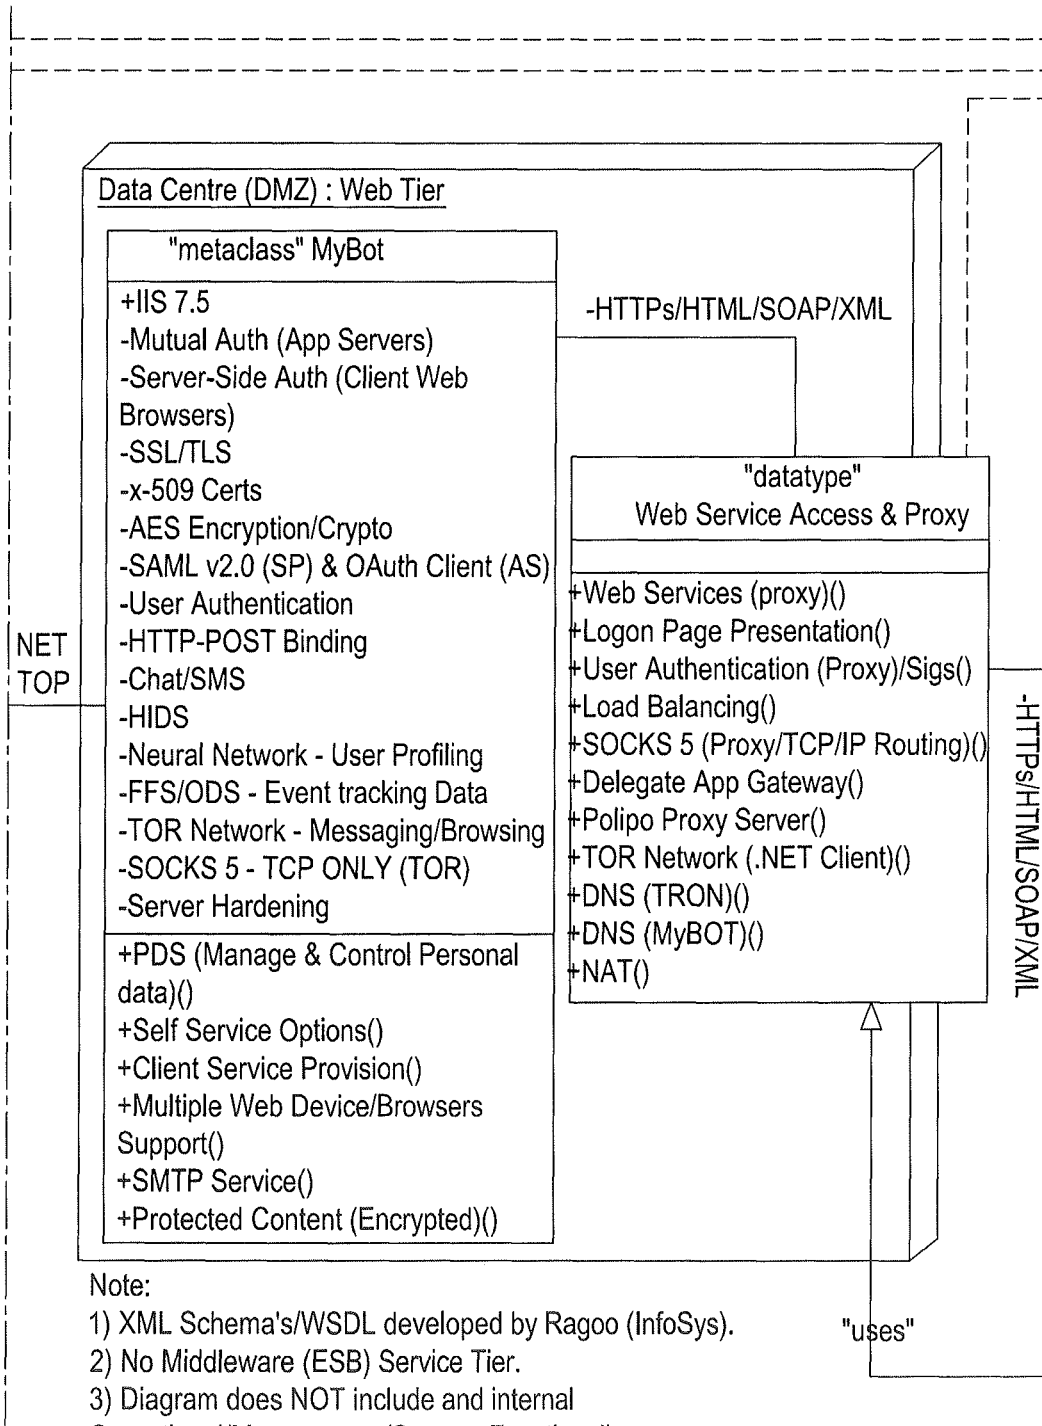 Data Centre (DMZ) : Web Tier
"metaclass" MyBot
+IIS 7.5
-Mutual Auth (App Servers)
-Server-Side Auth (Client Web
Browsers)
-SSL/TLS
-x-509 Certs
-AES Encryption/Crypto
-SAML v2.0 (SP) & OAuth Client (AS)
-User Authentication
-HTTP-POST Binding
-Chat/SMS
-HIDS
-Neural Network - User Profiling
-FFS/ODS - Event tracking Data
-TOR Network - Messaging/Browsing
-SOCKS 5 - TCP ONLY (TOR)
-Server Hardening
+PDS (Manage & Control Personal
data)()
+Self Service Options()
+Client Service Provision()
+Multiple Web Device/Browsers
Support()
+SMTP Service()
+Protected Content (Encrypted)()
NET
TOP
-HTTPs/HTML/SOAP/XML
"datatype"
Web Service Access & Proxy
+Web Services (proxy)()
+Logon Page Presentation()
+User Authentication (Proxy)/Sigs()
+Load Balancing()
+SOCKS 5 (Proxy/TCP/IP Routing)()
+Delegate App Gateway()
+Polipo Proxy Server()
+TOR Network (.NET Client)()
+DNS (TRON)()
+DNS (MyBOT)()
+NAT()
-HTTPs/HTML/SOAP/XML
"uses"
Note:
1) XML Schema's/WSDL developed by Ragoo (InfoSys).
2) No Middleware (ESB) Service Tier.
3) Diagram does NOT include and internal